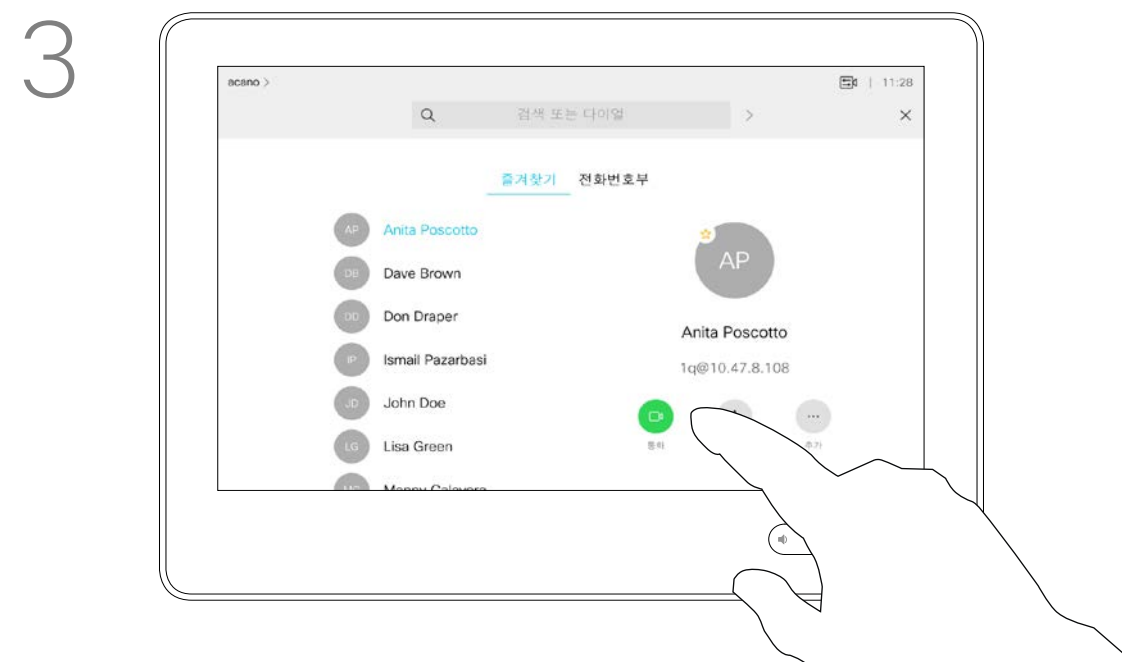 3
acano >
11:28
검색 또는 다이얼
즐겨찾기 전화번호부
AP Anita Poscotto
DB Dave Brown
DD Don Draper
IP Ismail Pazarbasi
JD John Doe
LG Lisa Green
AP
Anita Poscotto
1q@10.47.8.108
통화
추가